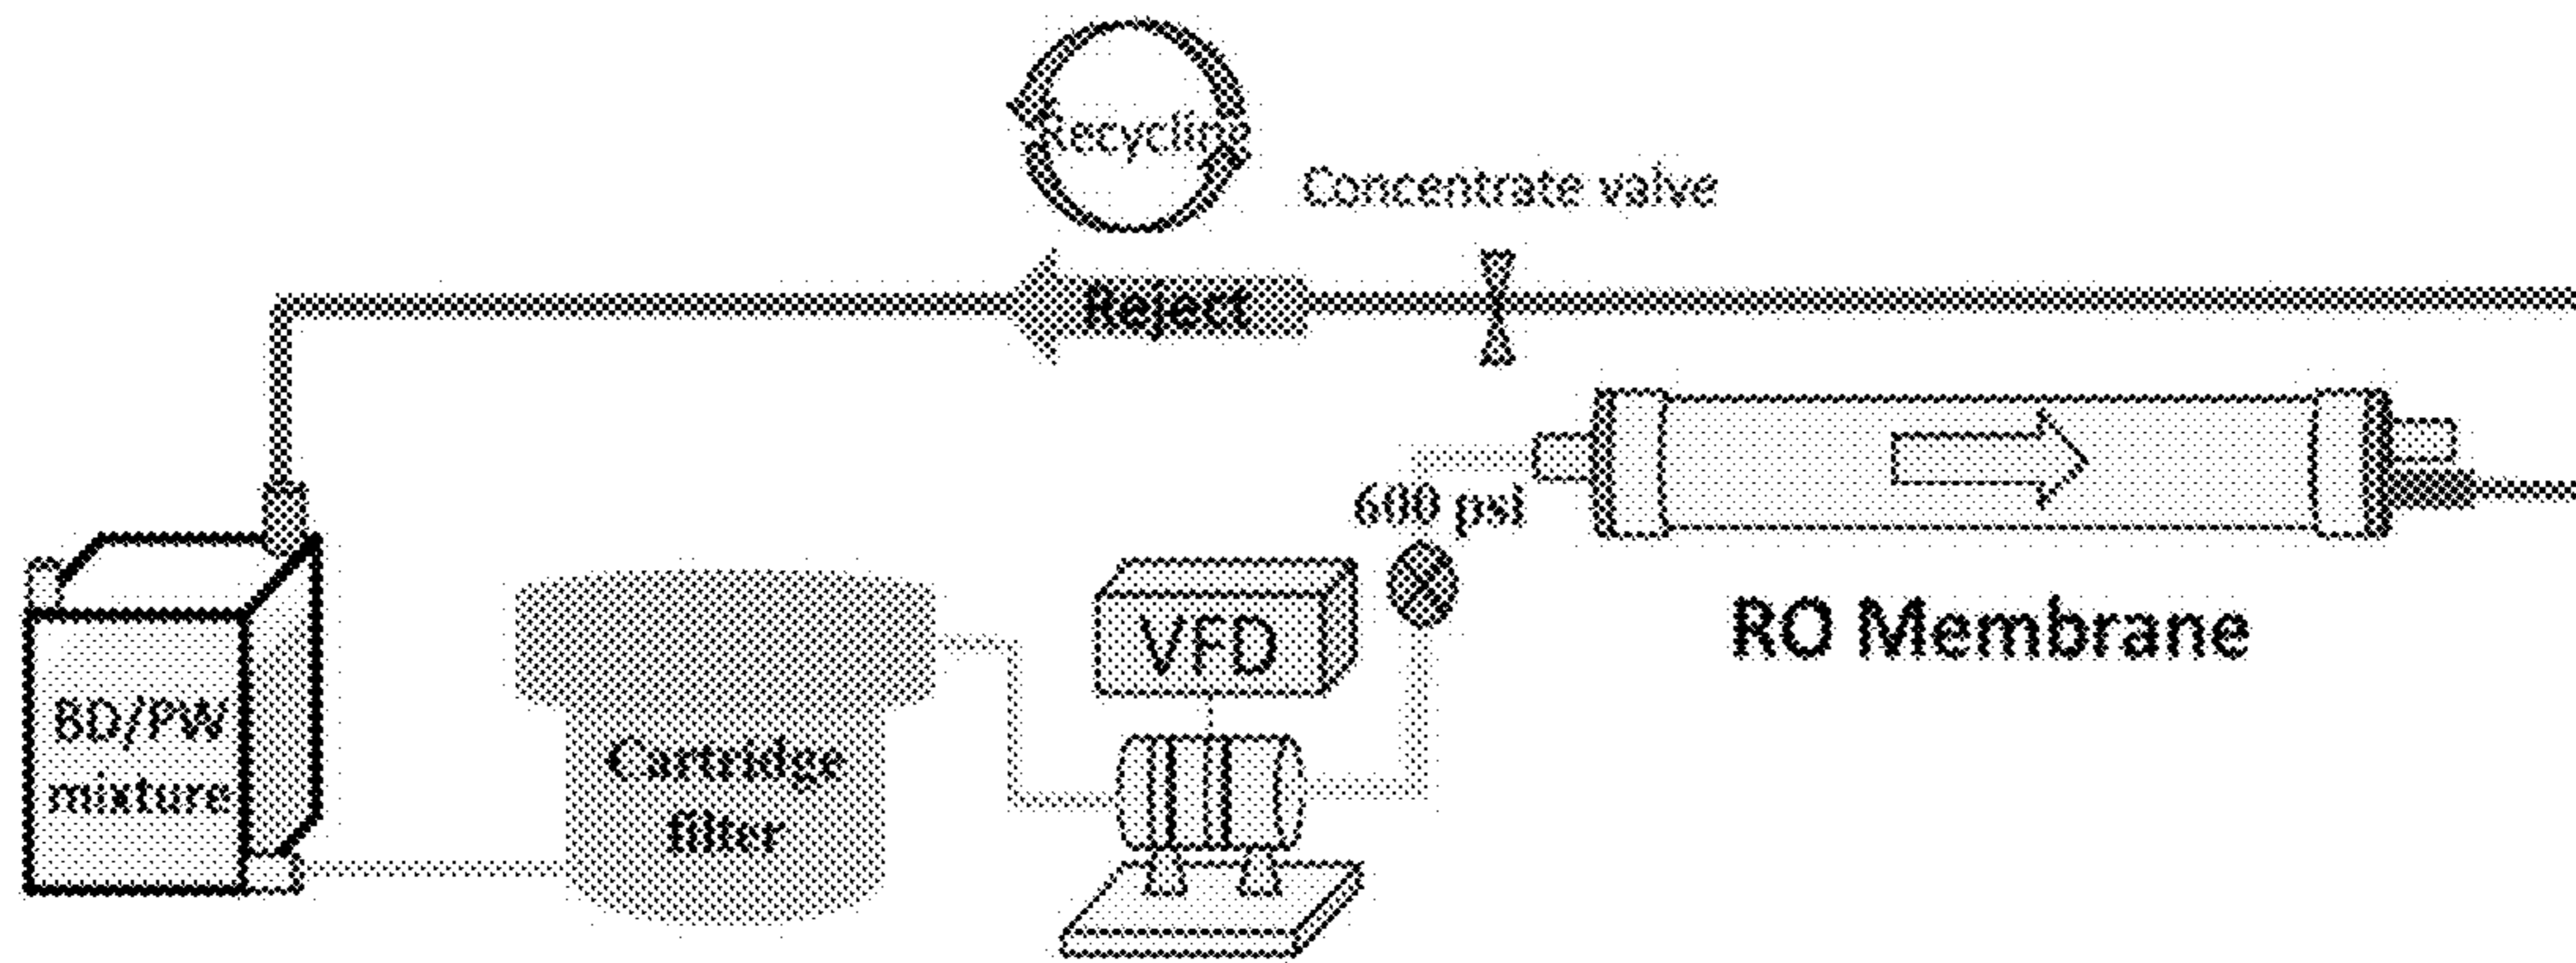 Recycling
Concentrate valve
Reject
600 psi
VFD
RO Membrane
BD/PW
mixture
Cartridge
filter